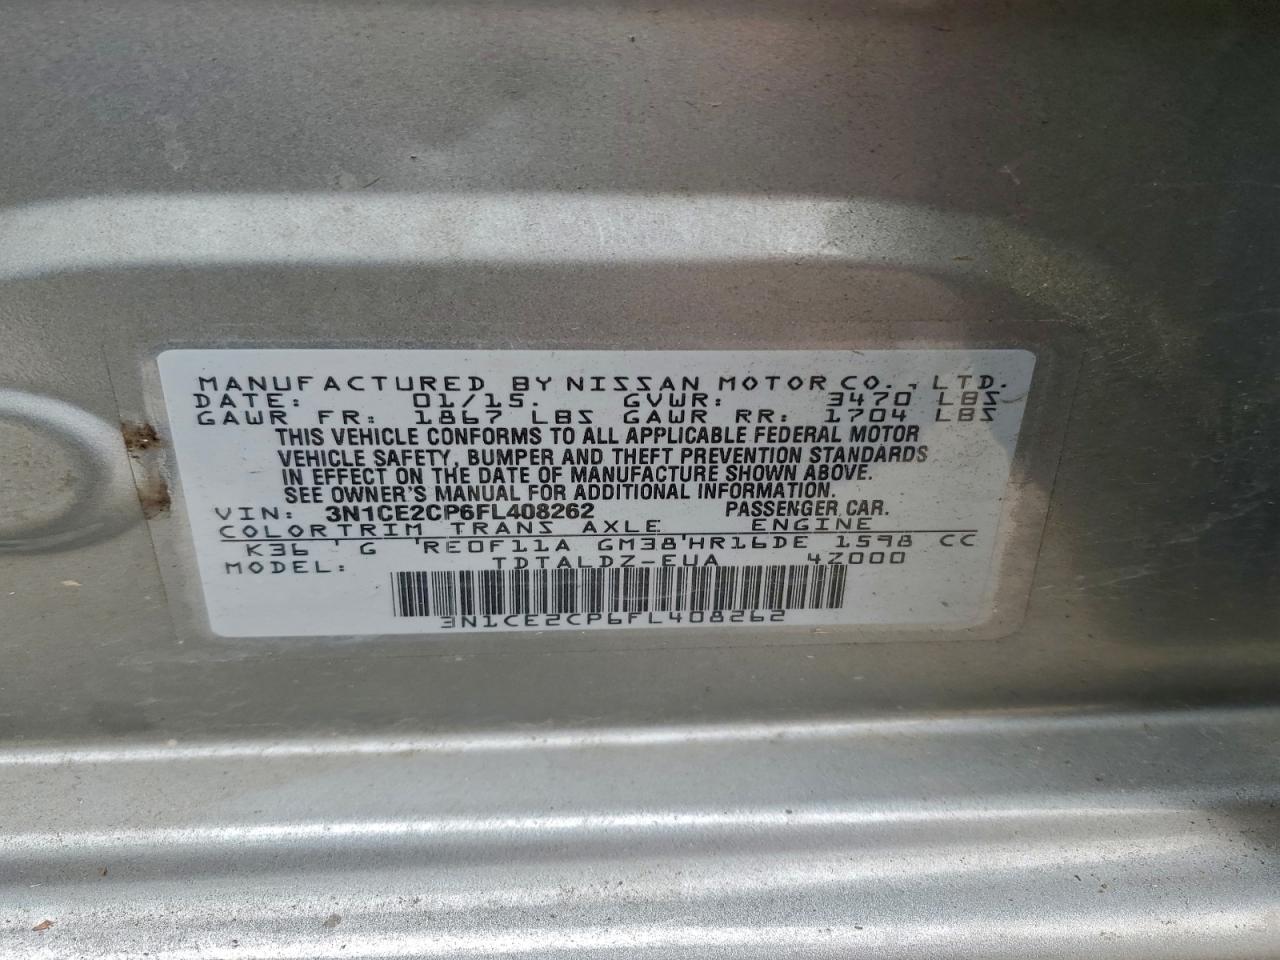 MANUFACTURED BY NISSAN MOTOR CO., LTD.
DATE: 01/15. GVWR: 3470 LBS
GAWR FR: 1867 LBS GAWR RR: 1704 LBS
THIS VEHICLE CONFORMS TO ALL APPLICABLE FEDERAL MOTOR
VEHICLE SAFETY, BUMPER AND THEFT PREVENTION STANDARDS
IN EFFECT ON THE DATE OF MANUFACTURE SHOWN ABOVE.
SEE OWNER'S MANUAL FOR ADDITIONAL INFORMATION.
VIN: 3N1CE2CP6FL408262 PASSENGER CAR.
COLOR TRIM TRANS AXLE ENGINE
K36 ' G 'RE0F11A GM38'HR16DE 1598 CC
MODEL: TDTALDZ-EUA 4Z000
3N1CE2CP6FL408262